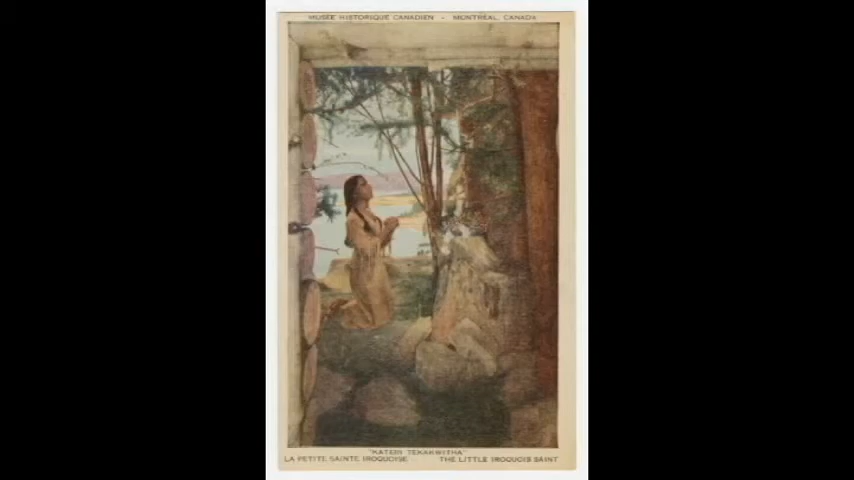 MUSÉE HISTORIQUE CANADIEN - MONTREAL, CANADA
"KATERI TEKAKWITHA"
LA PETITE SAINTE IROQUOISE THE LITTLE IROQUOIS SAINT